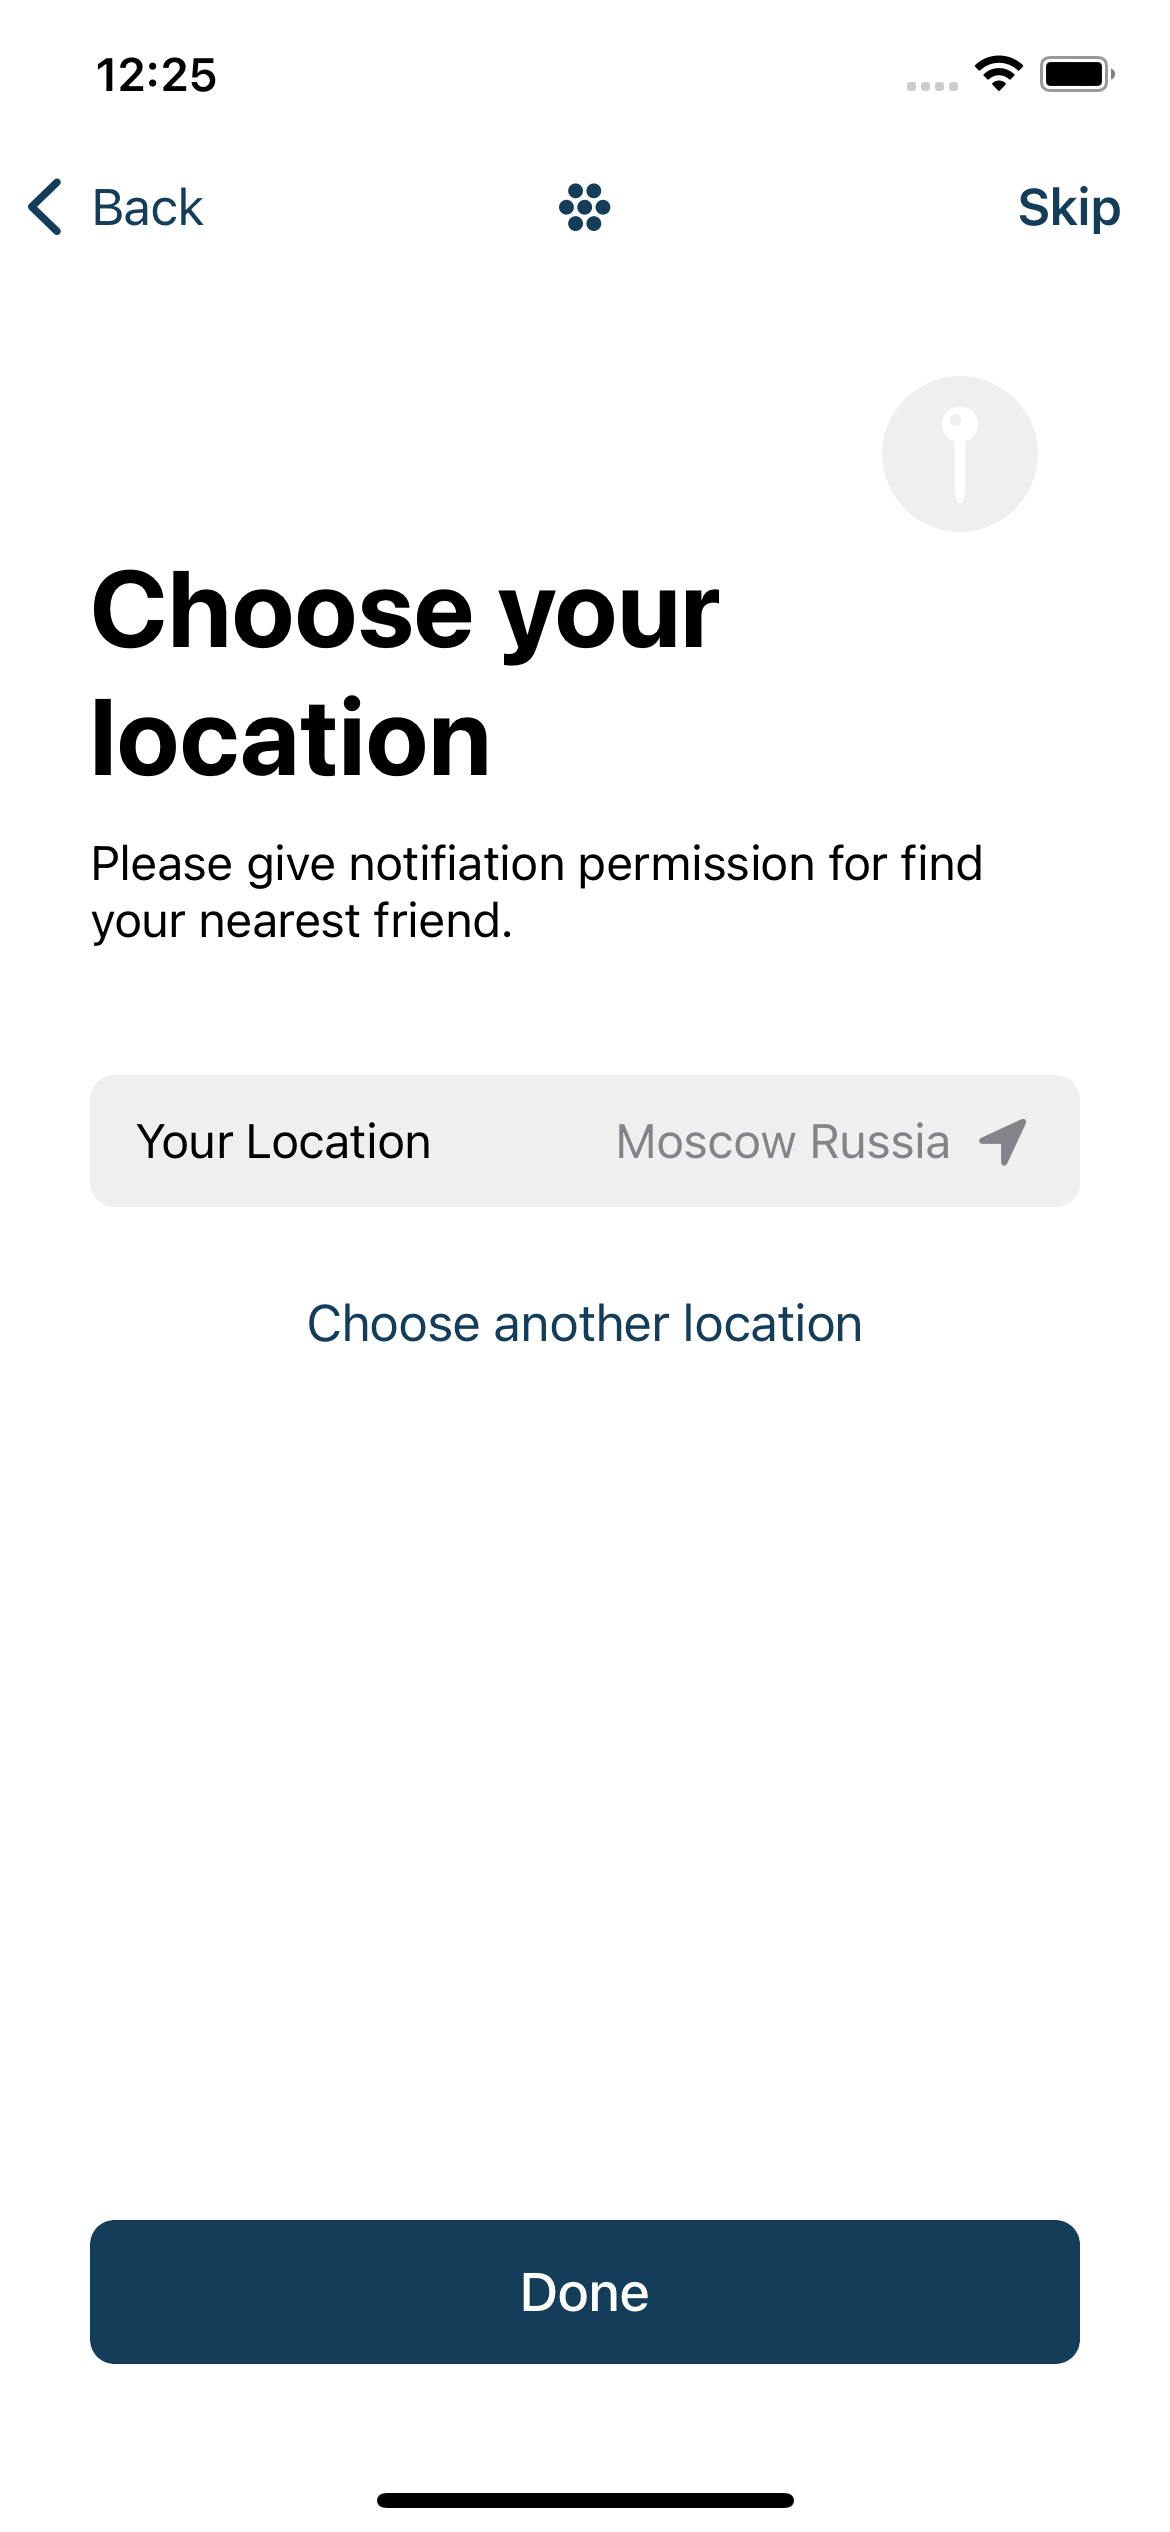 12:25
Back
Skip
Choose your
location
Please give notifiation permission for find
your nearest friend.
Your Location Moscow Russia
Choose another location
Done